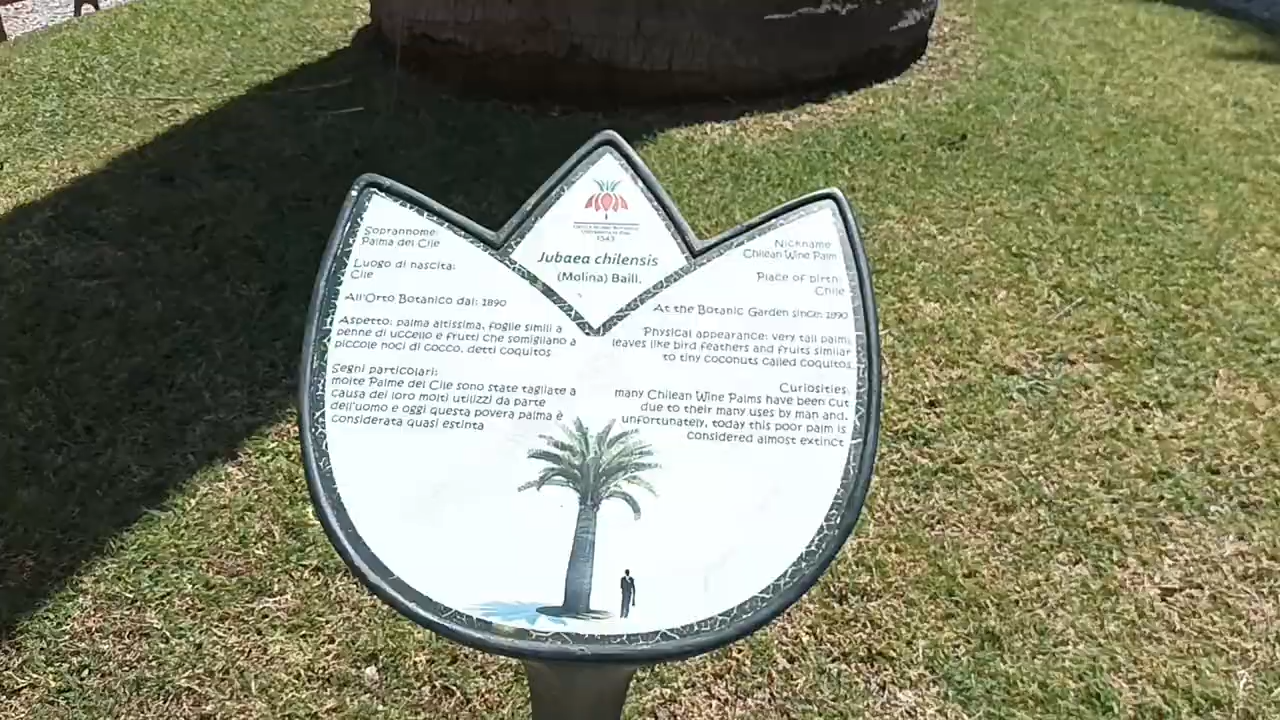 1543
Jubaea chilensis
(Molina) Baill.
Soprannome:
Palma del Cile
Luogo di nascita:
Cile
All'Orto Botanico dal: 1890
Aspetto: palma altissima, foglie simili a
penne di uccello e frutti che somigliano a
piccole noci di cocco, detti coquitos
Segni particolari:
molte Palme del Cile sono state tagliate a
causa dei loro molti utilizzi da parte
dell'uomo e oggi questa povera palma è
considerata quasi estinta
Nickname
Chilean Wine Palm
Place of birth:
Chile
At the Botanic Garden since: 1890
Physical appearance: very tall palm,
leaves like bird feathers and fruits similar
to tiny coconuts called coquitos
Curiosities:
many Chilean Wine Palms have been cut
due to their many uses by man and,
unfortunately, today this poor palm is
considered almost extinct